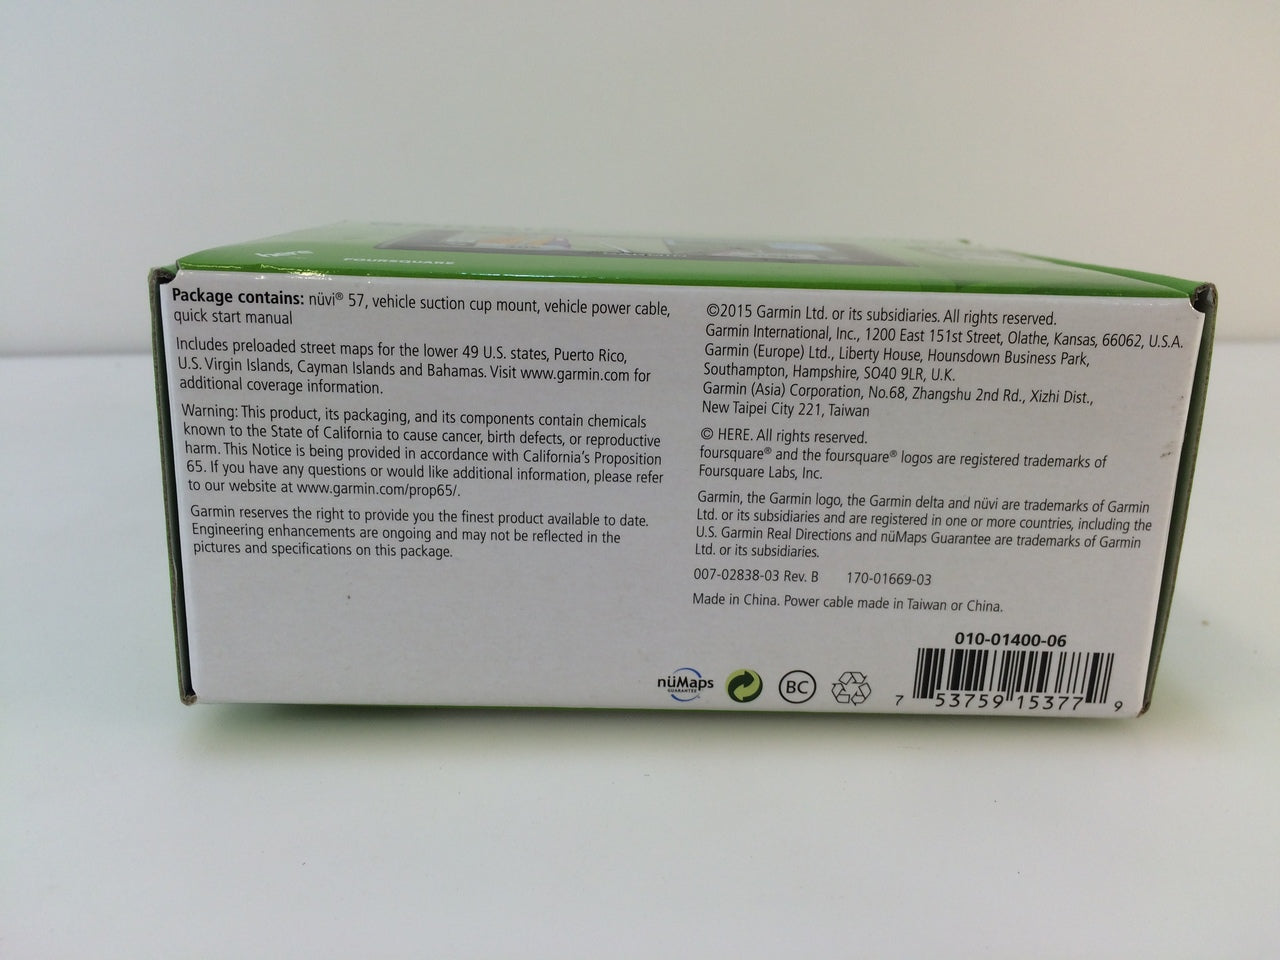 here
FOURSQUARE
Package contains: nüvi® 57, vehicle suction cup mount, vehicle power cable,
quick start manual
Includes preloaded street maps for the lower 49 U.S. states, Puerto Rico,
U.S. Virgin Islands, Cayman Islands and Bahamas. Visit www.garmin.com for
additional coverage information.
Warning: This product, its packaging, and its components contain chemicals
known to the State of California to cause cancer, birth defects, or reproductive
harm. This Notice is being provided in accordance with California's Proposition
65. If you have any questions or would like additional information, please refer
to our website at www.garmin.com/prop65/.
Garmin reserves the right to provide you the finest product available to date.
Engineering enhancements are ongoing and may not be reflected in the
pictures and specifications on this package.
©2015 Garmin Ltd. or its subsidiaries. All rights reserved.
Garmin International, Inc., 1200 East 151st Street, Olathe, Kansas, 66062, U.S.A.
Garmin (Europe) Ltd., Liberty House, Hounsdown Business Park,
Southampton, Hampshire, SO40 9LR, U.K.
Garmin (Asia) Corporation, No.68, Zhangshu 2nd Rd., Xizhi Dist.,
New Taipei City 221, Taiwan
© HERE. All rights reserved.
foursquare® and the foursquare® logos are registered trademarks of
Foursquare Labs, Inc.
Garmin, the Garmin logo, the Garmin delta and nüvi are trademarks of Garmin
Ltd. or its subsidiaries and are registered in one or more countries, including the
U.S. Garmin Real Directions and nüMaps Guarantee are trademarks of Garmin
Ltd. or its subsidiaries.
007-02838-03 Rev. B 170-01669-03
Made in China. Power cable made in Taiwan or China.
010-01400-06
nüMaps
GUARANTEE
BC
7 53759 15377 9